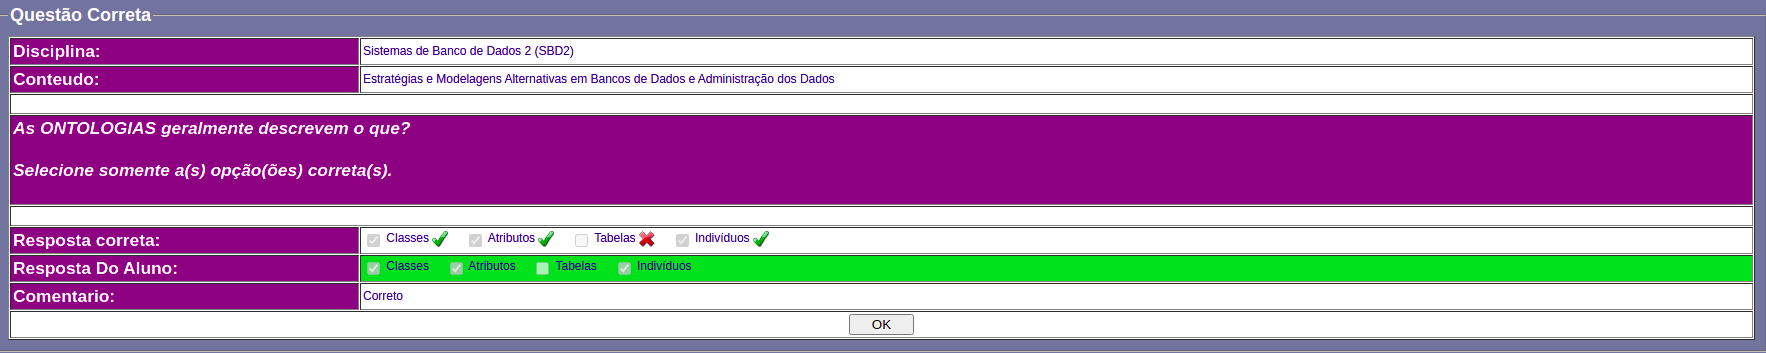 Questão Correta
Disciplina: Sistemas de Banco de Dados 2 (SBD2)
Conteudo: Estratégias e Modelagens Alternativas em Bancos de Dados e Administração dos Dados
As ONTOLOGIAS geralmente descrevem o que?
Selecione somente a(s) opção(ões) correta(s).
Resposta correta: Classes Atributos Tabelas Indivíduos
Resposta Do Aluno: Classes Atributos Tabelas Indivíduos
Comentario: Correto
OK